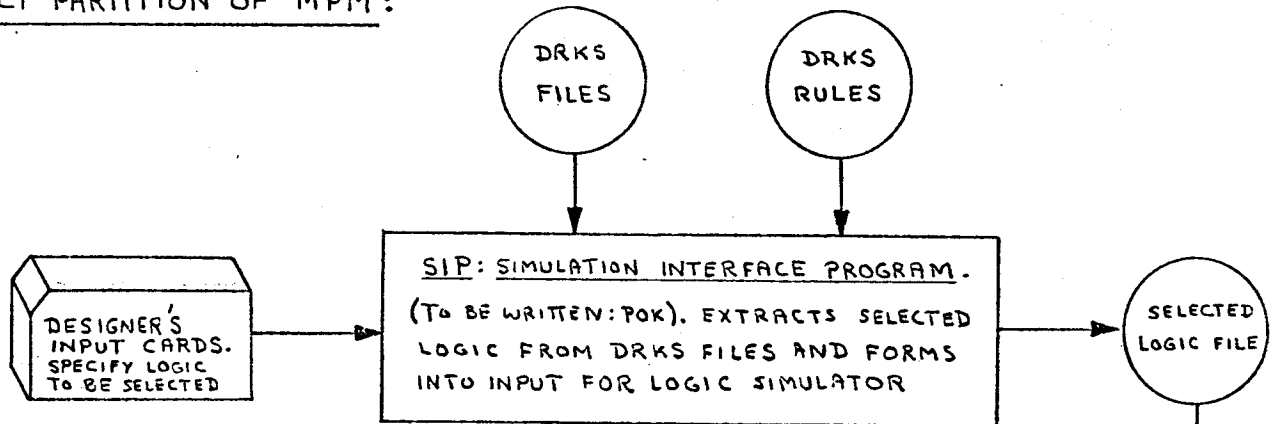 PARTITION OF MPM:
DRKS
FILES
DRKS
RULES
SIP: SIMULATION INTERFACE PROGRAM.
(TO BE WRITTEN: POK). EXTRACTS SELECTED
LOGIC FROM DRKS FILES AND FORMS
INTO INPUT FOR LOGIC SIMULATOR
DESIGNER'S
INPUT CARDS.
SPECIFY LOGIC
TO BE SELECTED
SELECTED
LOGIC FILE